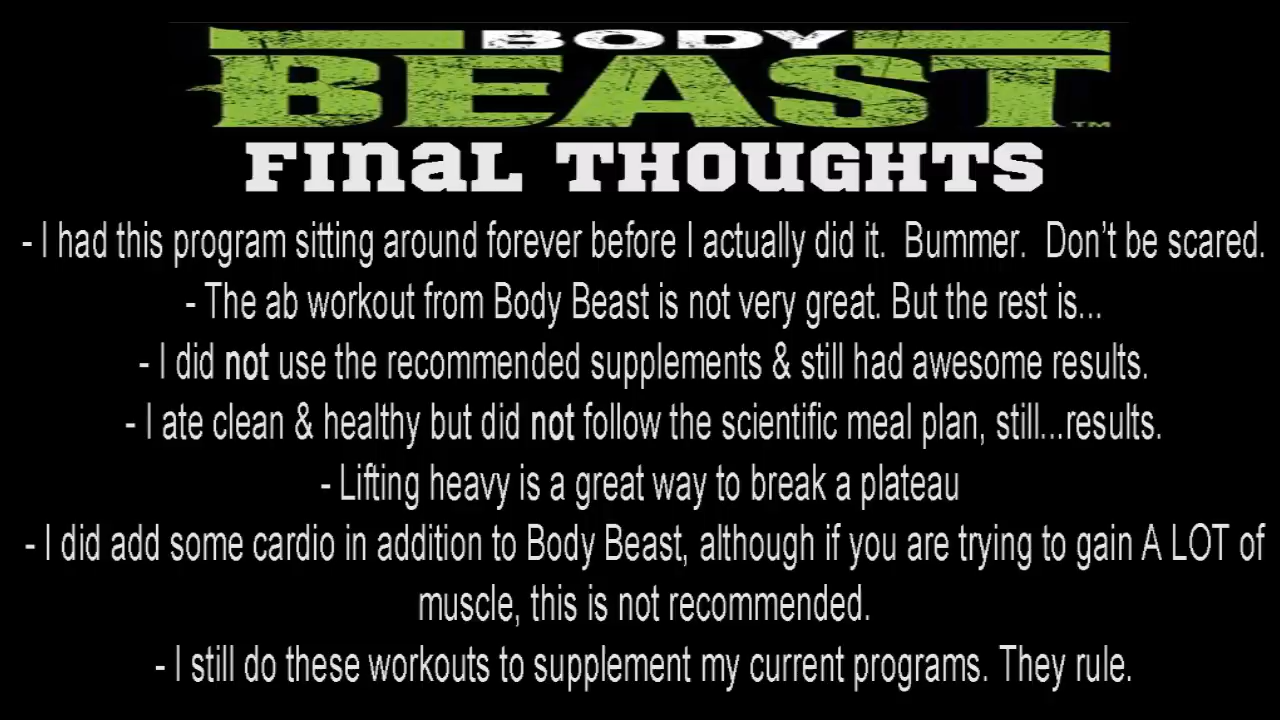 BODY
BEAST™
FINAL THOUGHTS
- I had this program sitting around forever before I actually did it.  Bummer.  Don’t be scared.
- The ab workout from Body Beast is not very great. But the rest is...
- I did not use the recommended supplements & still had awesome results.
- I ate clean & healthy but did not follow the scientific meal plan, still...results.
- Lifting heavy is a great way to break a plateau
- I did add some cardio in addition to Body Beast, although if you are trying to gain A LOT of
muscle, this is not recommended.
- I still do these workouts to supplement my current programs. They rule.